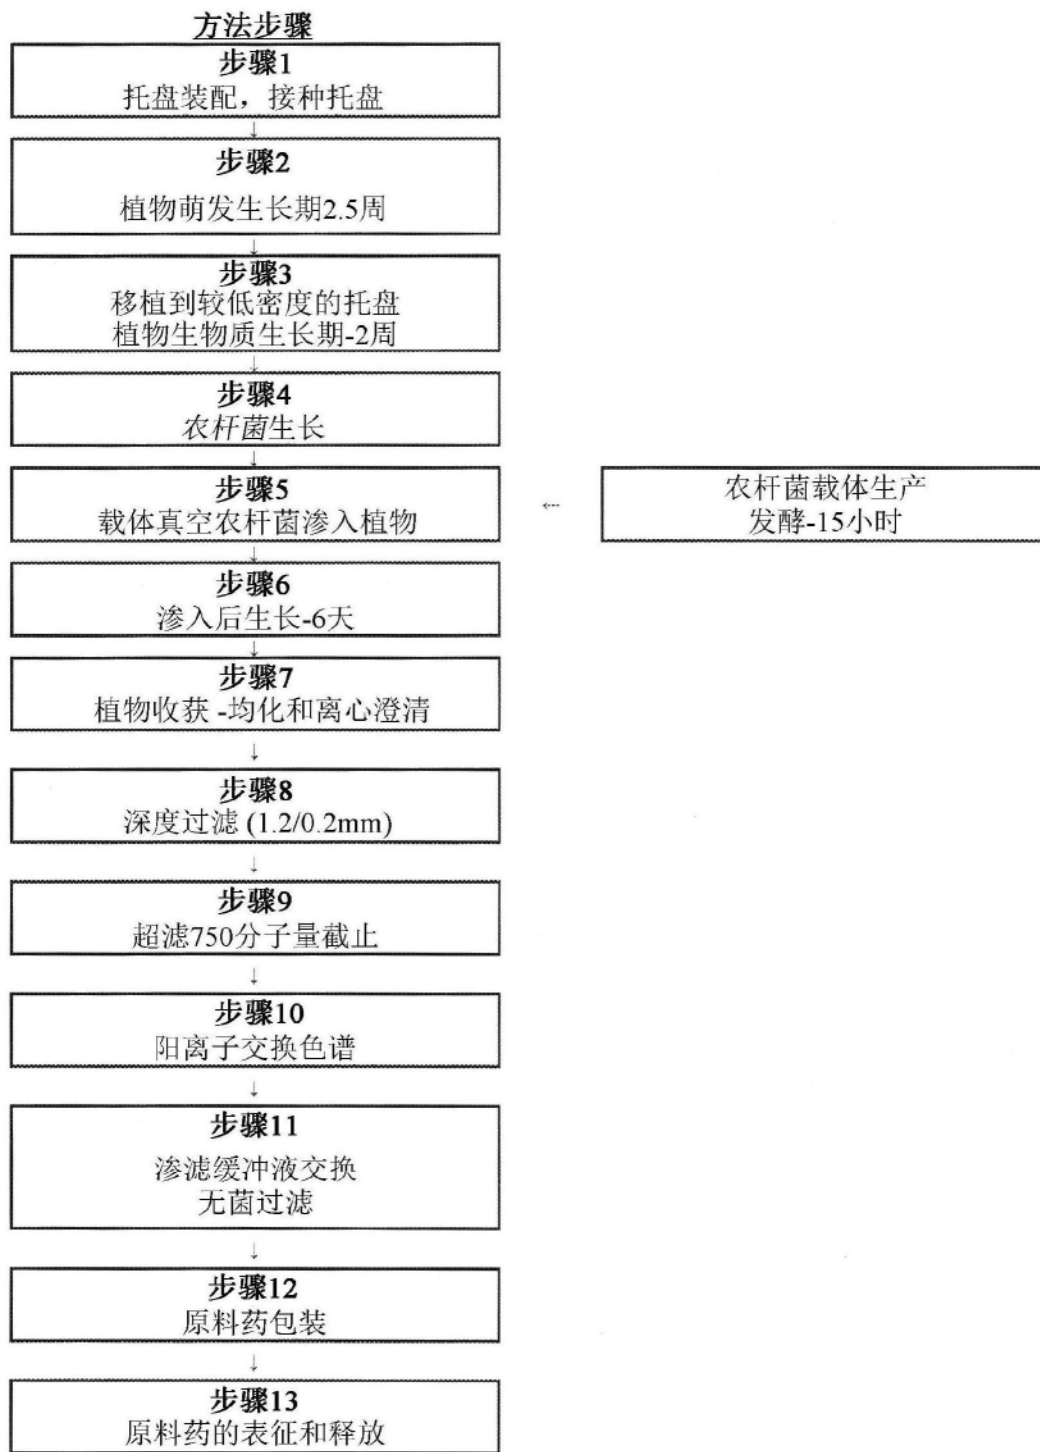 方法步骤
步骤1
托盘装配，接种托盘
↓
步骤2
植物萌发生长期2.5周
↓
步骤3
移植到较低密度的托盘
植物生物质生长期-2周
↓
步骤4
农杆菌生长
↓
步骤5
载体真空农杆菌渗入植物
←
农杆菌载体生产
发酵-15小时
↓
步骤6
渗入后生长-6天
↓
步骤7
植物收获 -均化和离心澄清
↓
步骤8
深度过滤 (1.2/0.2mm)
↓
步骤9
超滤750分子量截止
↓
步骤10
阳离子交换色谱
↓
步骤11
渗滤缓冲液交换
无菌过滤
↓
步骤12
原料药包装
↓
步骤13
原料药的表征和释放